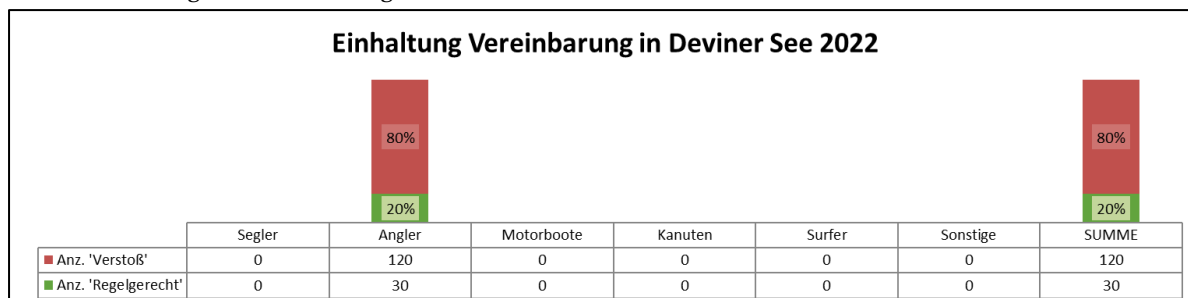 Einhaltung Vereinbarung in Deviner See 2022
80% 80%
20% 20%
Segler Angler Motorboote Kanuten Surfer Sonstige SUMME
Anz. 'Verstoß' 0 120 0 0 0 0 120
Anz. 'Regelgerecht' 0 30 0 0 0 0 30